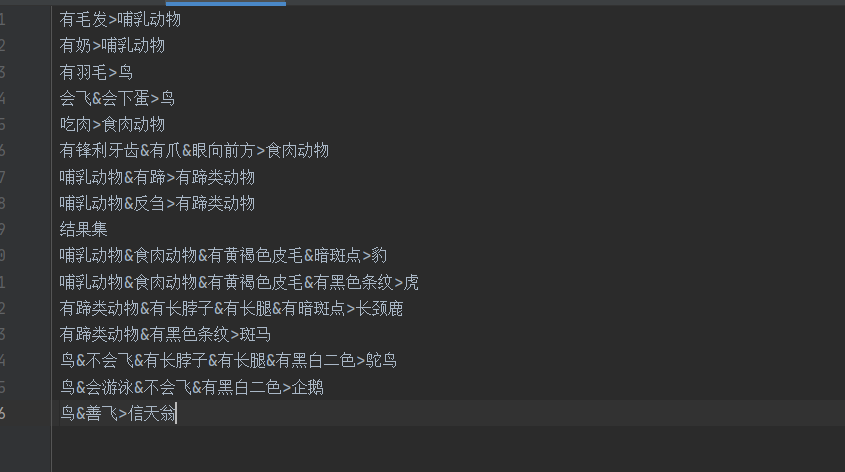 1 有毛发>哺乳动物
2 有奶>哺乳动物
3 有羽毛>鸟
4 会飞&会下蛋>鸟
5 吃肉>食肉动物
6 有锋利牙齿&有爪&眼向前方>食肉动物
7 哺乳动物&有蹄>有蹄类动物
8 哺乳动物&反刍>有蹄类动物
9 结果集
0 哺乳动物&食肉动物&有黄褐色皮毛&暗斑点>豹
1 哺乳动物&食肉动物&有黄褐色皮毛&有黑色条纹>虎
2 有蹄类动物&有长脖子&有长腿&有暗斑点>长颈鹿
3 有蹄类动物&有黑色条纹>斑马
4 鸟&不会飞&有长脖子&有长腿&有黑白二色>鸵鸟
5 鸟&会游泳&不会飞&有黑白二色>企鹅
6 鸟&善飞>信天翁